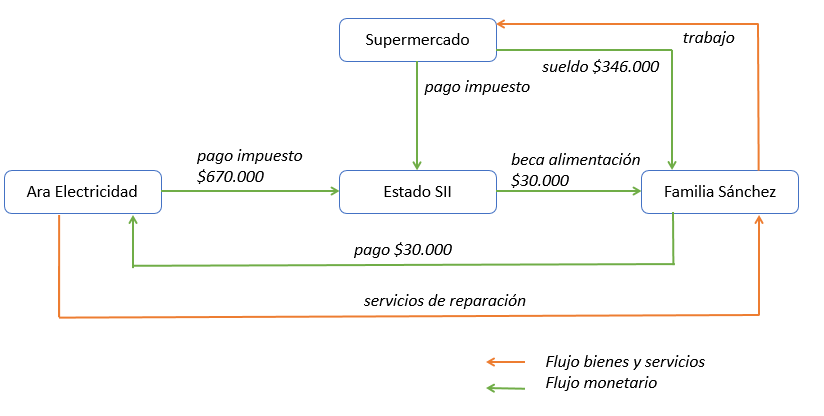 Supermercado
trabajo
sueldo $346.000
pago impuesto
pago impuesto
$670.000
beca alimentación
$30.000
Ara Electricidad
Estado SII
Familia Sánchez
pago $30.000
servicios de reparación
Flujo bienes y servicios
Flujo monetario